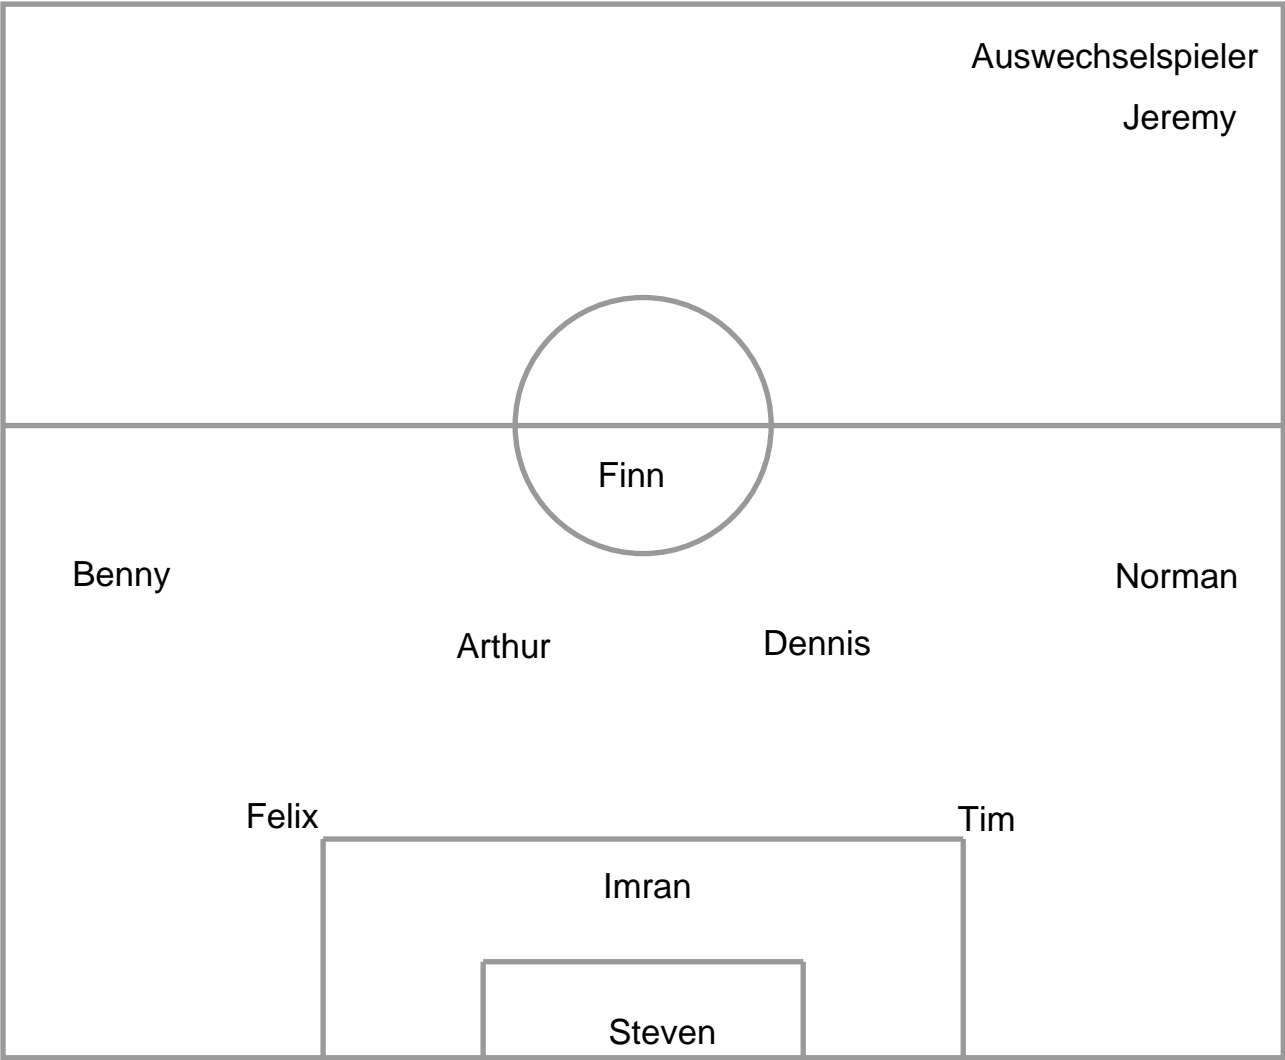 Auswechselspieler
Jeremy
Finn
Benny
Norman
Arthur
Dennis
Felix
Tim
Imran
Steven